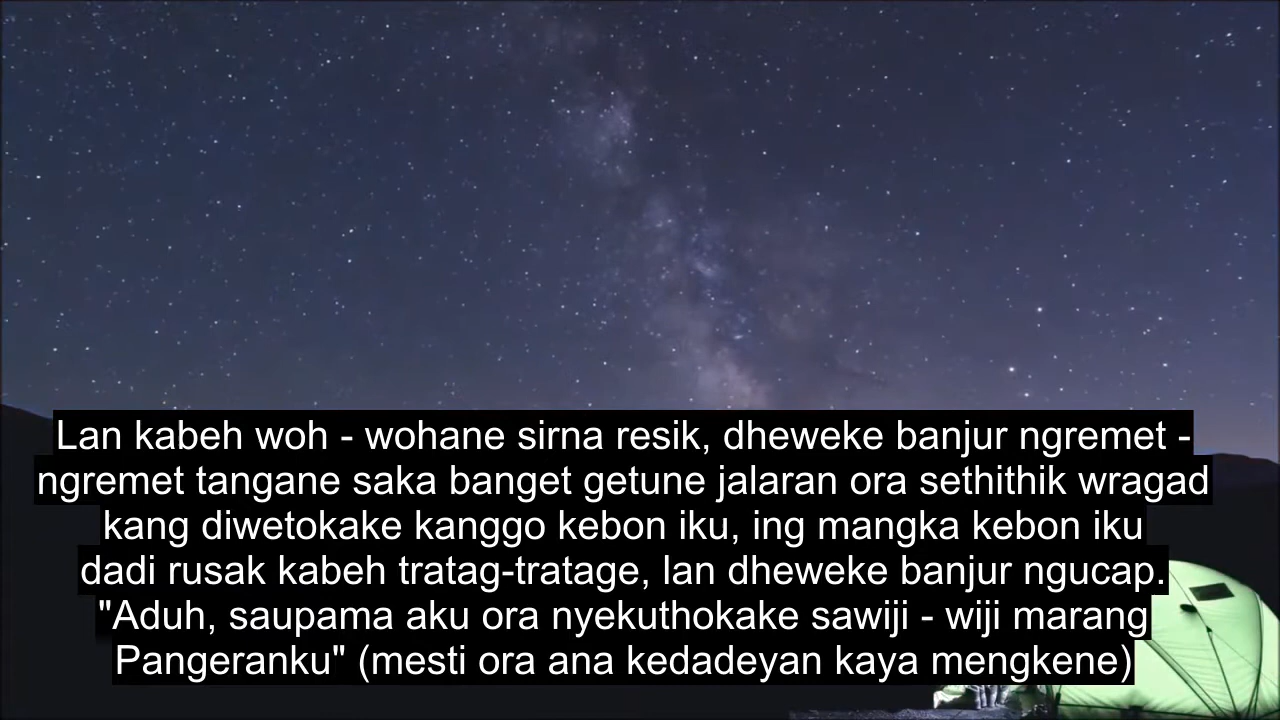 Lan kabeh woh - wohane sirna resik, dheweke banjur ngremet -
ngremet tangane saka banget getune jalaran ora sethithik wragad
kang diwetokake kanggo kebon iku, ing mangka kebon iku
dadi rusak kabeh tratag-tratage, lan dheweke banjur ngucap.
"Aduh, saupama aku ora nyekuthokake sawiji - wiji marang
Pangeranku" (mesti ora ana kedadeyan kaya mengkene)